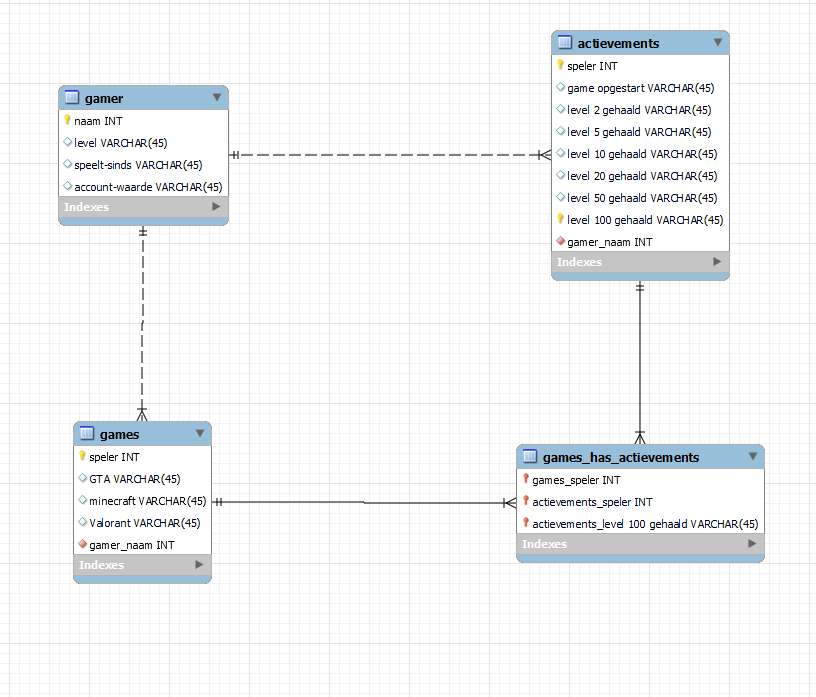 gamer
naam INT
level VARCHAR(45)
speelt-sinds VARCHAR(45)
account-waarde VARCHAR(45)
Indexes
actievements
speler INT
game opgestart VARCHAR(45)
level 2 gehaald VARCHAR(45)
level 5 gehaald VARCHAR(45)
level 10 gehaald VARCHAR(45)
level 20 gehaald VARCHAR(45)
level 50 gehaald VARCHAR(45)
level 100 gehaald VARCHAR(45)
gamer_naam INT
Indexes
games
speler INT
GTA VARCHAR(45)
minecraft VARCHAR(45)
Valorant VARCHAR(45)
gamer_naam INT
Indexes
games_has_actievements
games_speler INT
actievements_speler INT
actievements_level 100 gehaald VARCHAR(45)
Indexes